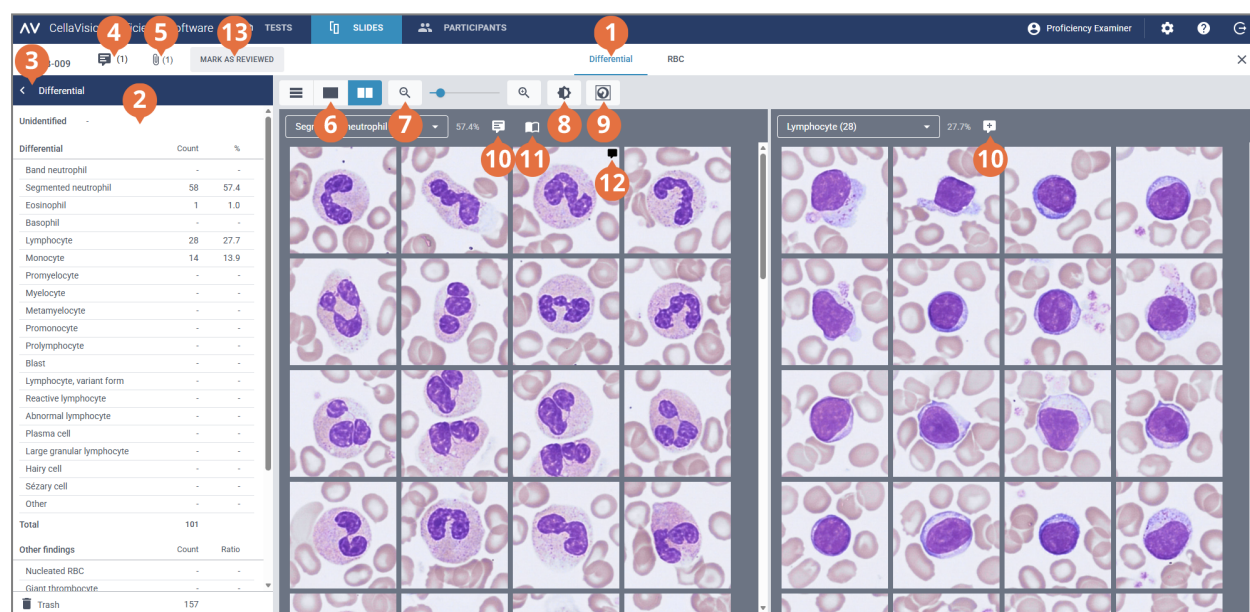 CellaVision
oftware
TESTS
SLIDES
PARTICIPANTS
Proficiency Examiner
13
4
5
1
3
-009
(1)
(1)
MARK AS REVIEWED
Differential
RBC
Differential
2
6
7
8
9
Unidentified -
57.4%
Lymphocyte (28)
27.7%
10
11
12
10
Differential Count %
Band neutrophil - -
Segmented neutrophil 58 57.4
Eosinophil 1 1.0
Basophil - -
Lymphocyte 28 27.7
Monocyte 14 13.9
Promyelocyte - -
Myelocyte - -
Metamyelocyte - -
Promonocyte - -
Prolymphocyte - -
Blast - -
Lymphocyte, variant form - -
Reactive lymphocyte - -
Abnormal lymphocyte - -
Plasma cell - -
Large granular lymphocyte - -
Hairy cell - -
Sézary cell - -
Other - -
Total 101
Other findings Count Ratio
Nucleated RBC - -
Giant thrombocyte - -
Trash 157